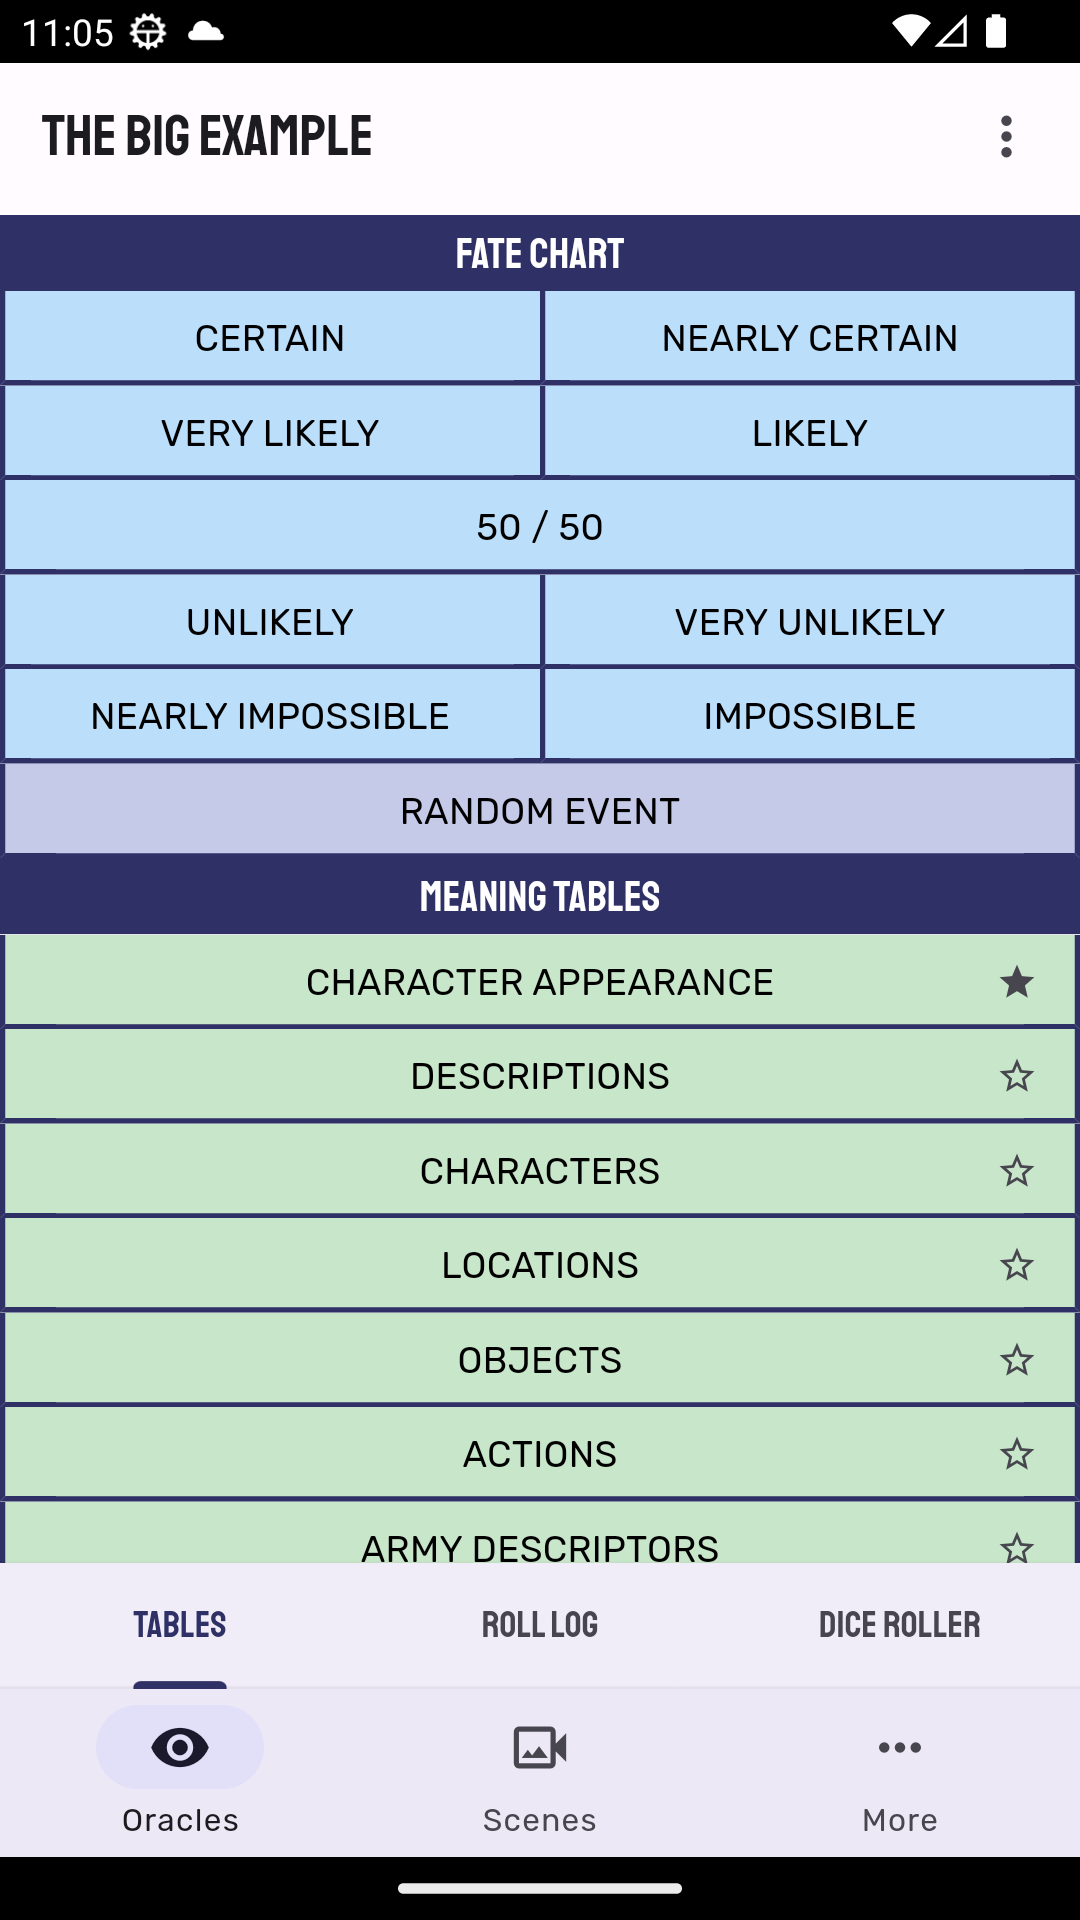 11:05
THE BIG EXAMPLE
FATE CHART
CERTAIN
NEARLY CERTAIN
VERY LIKELY
LIKELY
50 / 50
UNLIKELY
VERY UNLIKELY
NEARLY IMPOSSIBLE
IMPOSSIBLE
RANDOM EVENT
MEANING TABLES
CHARACTER APPEARANCE
DESCRIPTIONS
CHARACTERS
LOCATIONS
OBJECTS
ACTIONS
ARMY DESCRIPTORS
TABLES
ROLL LOG
DICE ROLLER
Oracles
Scenes
More